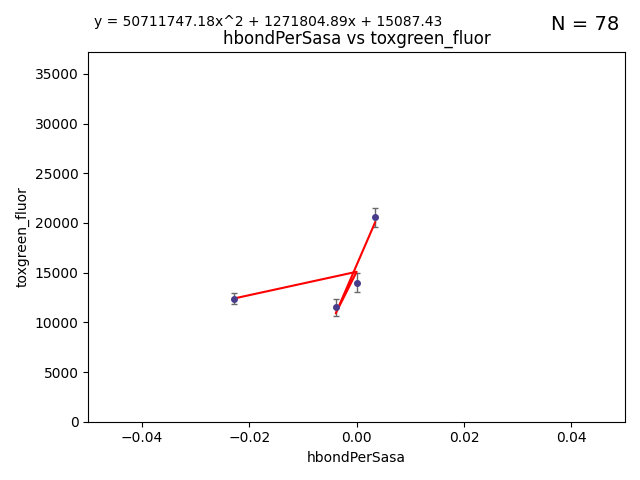 y = 50711747.18x^2 + 1271804.89x + 15087.43
N = 78
hbondPerSasa vs toxgreen_fluor
35000
30000
25000
20000
15000
10000
5000
0
toxgreen_fluor
−0.04
−0.02
0.00
0.02
0.04
hbondPerSasa